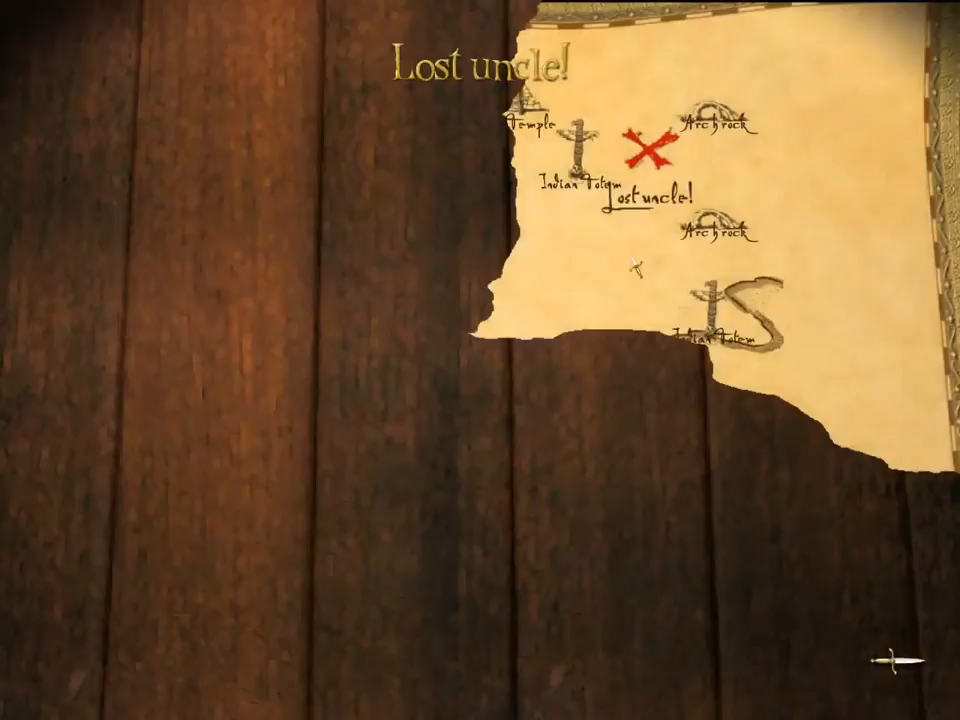 Lost uncle!
Temple
Arch rock
Indian Totem
Lost uncle!
Arch rock
Indian Totem